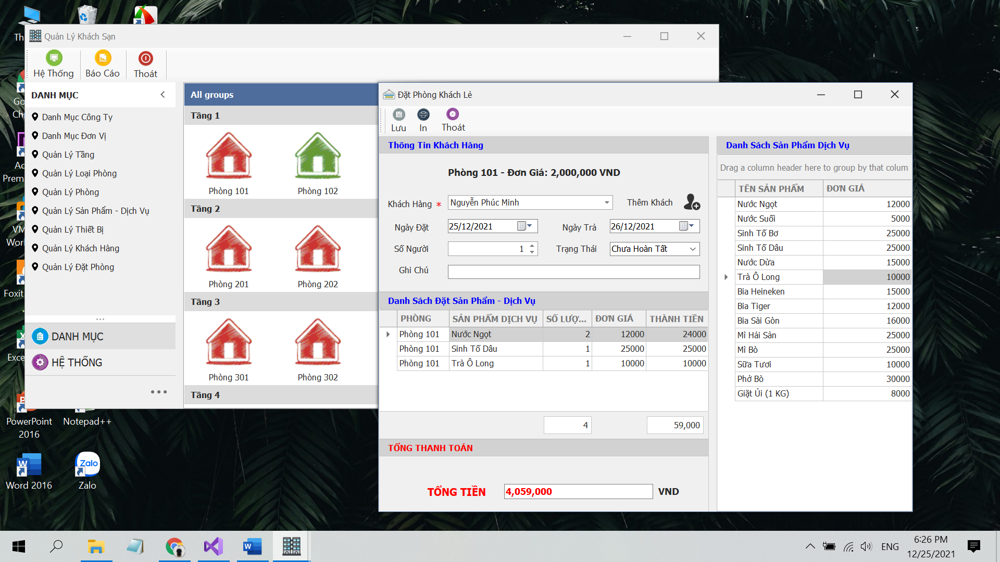 Quản Lý Khách Sạn
Hệ Thống
Báo Cáo
Thoát
DANH MỤC
Danh Mục Công Ty
Danh Mục Đơn Vị
Quản Lý Tầng
Quản Lý Loại Phòng
Quản Lý Phòng
Quản Lý Sản Phẩm - Dịch Vụ
Quản Lý Thiết Bị
Quản Lý Khách Hàng
Quản Lý Đặt Phòng
DANH MỤC
HỆ THỐNG
All groups
Tầng 1
Phòng 101
Phòng 102
Tầng 2
Phòng 201
Phòng 202
Tầng 3
Phòng 301
Phòng 302
Tầng 4
Đặt Phòng Khách Lẻ
Lưu
In
Thoát
Thông Tin Khách Hàng
Phòng 101 - Đơn Giá: 2,000,000 VND
Khách Hàng *
Nguyễn Phúc Minh
Thêm Khách
Ngày Đặt
25/12/2021
Ngày Trả
26/12/2021
Số Người
1
Trạng Thái
Chưa Hoàn Tất
Ghi Chú
Danh Sách Đặt Sản Phẩm - Dịch Vụ
PHÒNG SẢN PHẨM DỊCH VỤ SỐ LƯỢ... ĐƠN GIÁ THÀNH TIỀN
Phòng 101 Nước Ngọt 2 12000 24000
Phòng 101 Sinh Tố Dâu 1 25000 25000
Phòng 101 Trà Ô Long 1 10000 10000
4 59,000
TỔNG THANH TOÁN
TỔNG TIỀN 4,059,000 VND
Danh Sách Sản Phẩm Dịch Vụ
Drag a column header here to group by that colum
TÊN SẢN PHẨM ĐƠN GIÁ
Nước Ngọt 12000
Nước Suối 5000
Sinh Tố Bơ 25000
Sinh Tố Dâu 25000
Nước Dừa 15000
Trà Ô Long 10000
Bia Heineken 15000
Bia Tiger 12000
Bia Sài Gòn 16000
Mì Hải Sản 25000
Mì Bò 25000
Sữa Tươi 10000
Phở Bò 30000
Giặt Ủi (1 KG) 8000
Th
Go
Ch
Ac
Prem
VM
Wor
Foxit
Exce
PowerPoint
2016
Notepad++
Word 2016
Zalo
Zalo
ENG
6:26 PM
12/25/2021